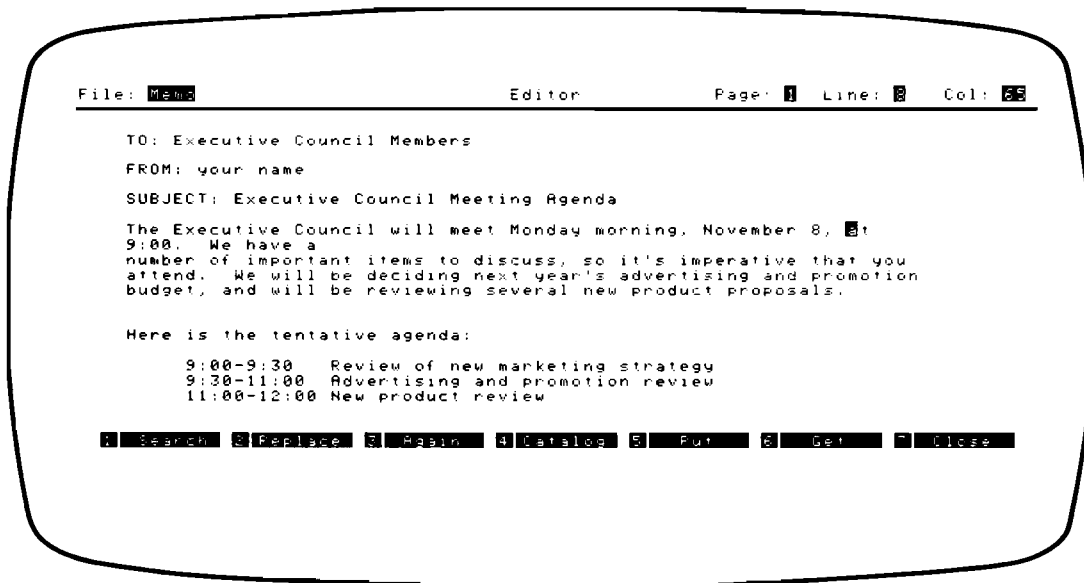 File: Memo Editor Page: 1 Line: 8 Col: 65
TO: Executive Council Members
FROM: your name
SUBJECT: Executive Council Meeting Agenda
The Executive Council will meet Monday morning, November 8, at
9:00. We have a
number of important items to discuss, so it's imperative that you
attend. We will be deciding next year's advertising and promotion
budget, and will be reviewing several new product proposals.
Here is the tentative agenda:
9:00-9:30 Review of new marketing strategy
9:30-11:00 Advertising and promotion review
11:00-12:00 New product review
1 Search 2 Replace 3 Again 4 Catalog 5 Put 6 Get 7 Close